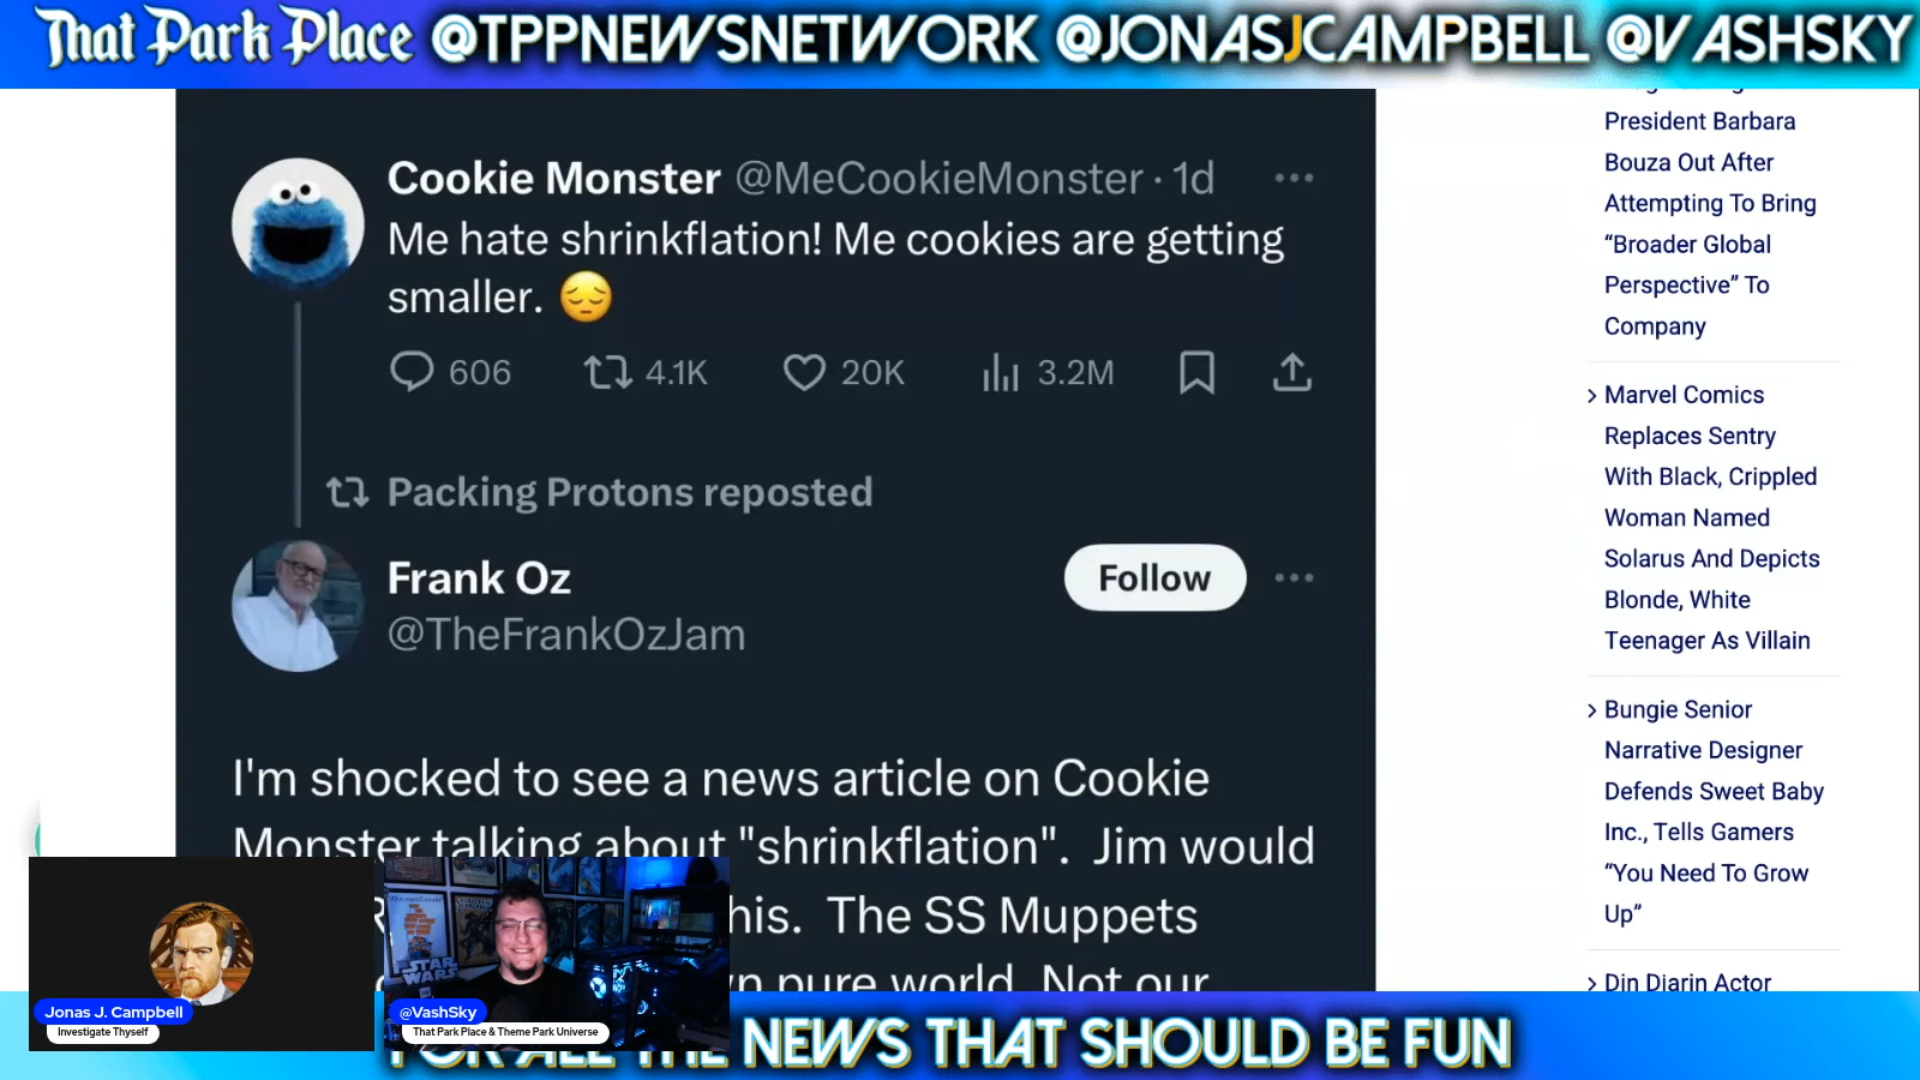 That Park Place @TPPNEWSNETWORK @JONASJCAMPBELL @VASHSKY
Cookie Monster @MeCookieMonster · 1d
Me hate shrinkflation! Me cookies are getting
smaller.
606 4.1K 20K 3.2M
Packing Protons reposted
Frank Oz
@TheFrankOzJam
Follow
I'm shocked to see a news article on Cookie
Monster talking about "shrinkflation". Jim would
his. The SS Muppets
pure world. Not our
President Barbara
Bouza Out After
Attempting To Bring
“Broader Global
Perspective” To
Company
Marvel Comics
Replaces Sentry
With Black, Crippled
Woman Named
Solarus And Depicts
Blonde, White
Teenager As Villain
Bungie Senior
Narrative Designer
Defends Sweet Baby
Inc., Tells Gamers
“You Need To Grow
Up”
Din Djarin Actor
STAR
WARS
Jonas J. Campbell
Investigate Thyself
@VashSky
That Park Place & Theme Park Universe
FOR ALL THE NEWS THAT SHOULD BE FUN